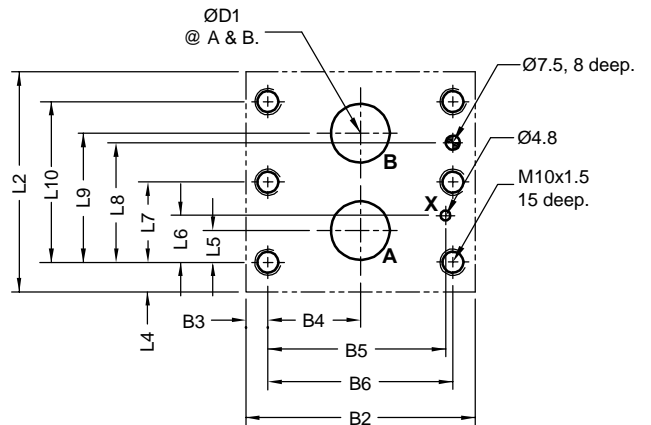 ØD1
@ A & B.
Ø7.5, 8 deep.
Ø4.8
M10x1.5
15 deep.
B
X
A
L2
L10
L9
L8
L7
L6
L5
L4
B3
B4
B5
B6
B2